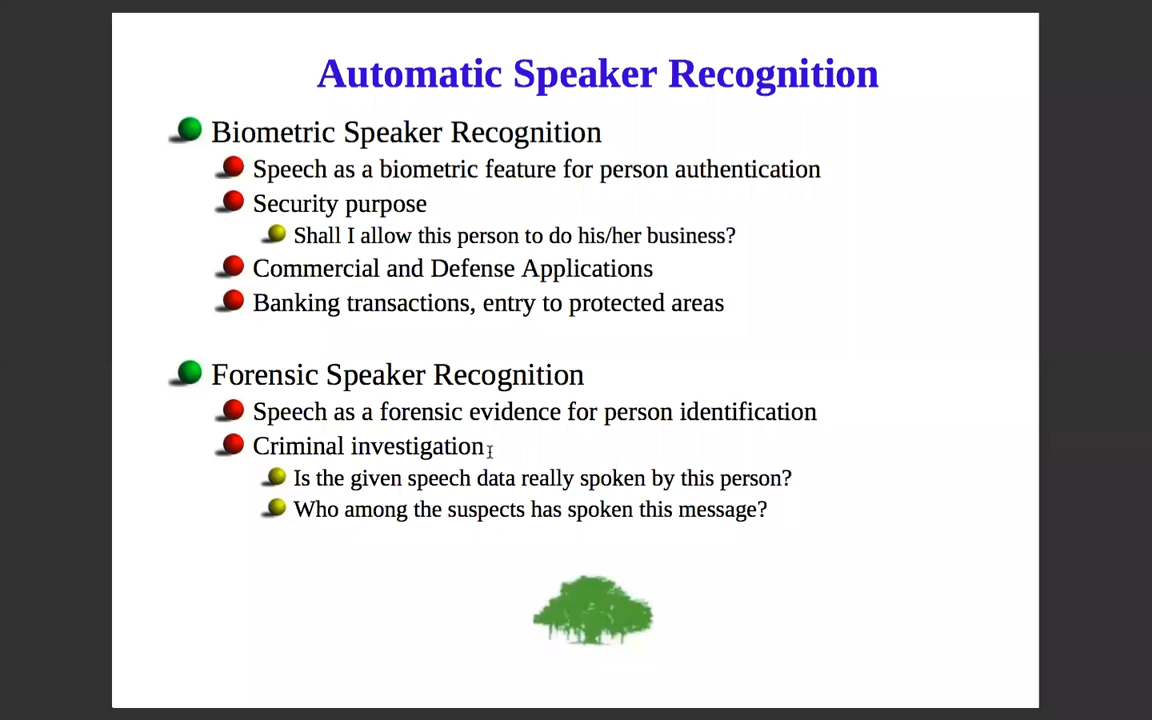 Automatic Speaker Recognition
Biometric Speaker Recognition
Speech as a biometric feature for person authentication
Security purpose
Shall I allow this person to do his/her business?
Commercial and Defense Applications
Banking transactions, entry to protected areas
Forensic Speaker Recognition
Speech as a forensic evidence for person identification
Criminal investigation
Is the given speech data really spoken by this person?
Who among the suspects has spoken this message?